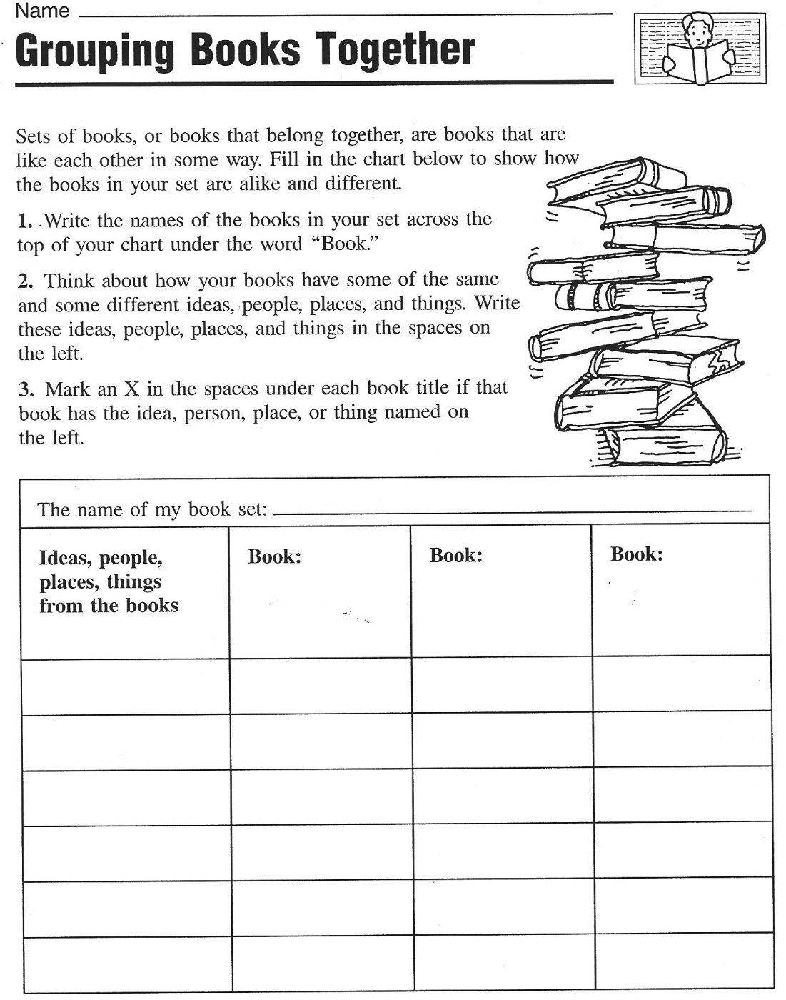 Name
Grouping Books Together
Sets of books, or books that belong together, are books that are
like each other in some way. Fill in the chart below to show how
the books in your set are alike and different.
1. Write the names of the books in your set across the
top of your chart under the word “Book.”
2. Think about how your books have some of the same
and some different ideas, people, places, and things. Write
these ideas, people, places, and things in the spaces on
the left.
3. Mark an X in the spaces under each book title if that
book has the idea, person, place, or thing named on
the left.
The name of my book set:
Ideas, people,
places, things
from the books
Book:
Book:
Book: